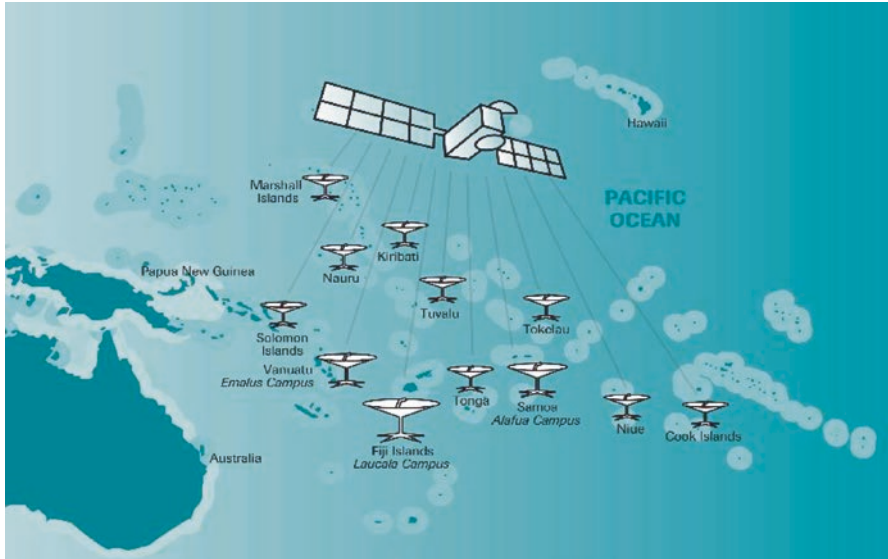 Hawaii
Marshall
Islands
PACIFIC
OCEAN
Kiribati
Papua New Guinea
Nauru
Tuvalu
Tokelau
Solomon
Islands
Vanuatu
Emalus Campus
Tonga
Samoa
Alafua Campus
Niue
Cook Islands
Fiji Islands
Laucala Campus
Australia